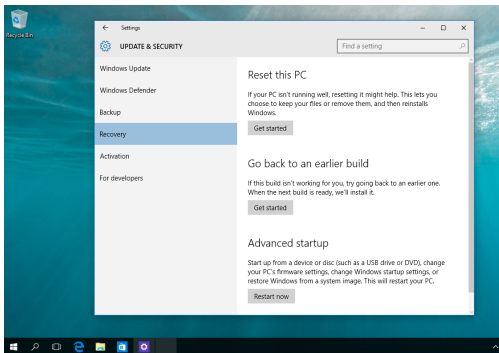 Recycle Bin
Settings
UPDATE & SECURITY
Find a setting
Windows Update
Windows Defender
Backup
Recovery
Activation
For developers
Reset this PC
If your PC isn't running well, resetting it might help. This lets you
choose to keep your files or remove them, and then reinstalls
Windows.
Get started
Go back to an earlier build
If this build isn't working for you, try going back to an earlier one.
When the next build is ready, we'll install it.
Get started
Advanced startup
Start up from a device or disc (such as a USB drive or DVD), change
your PC's firmware settings, change Windows startup settings, or
restore Windows from a system image. This will restart your PC.
Restart now